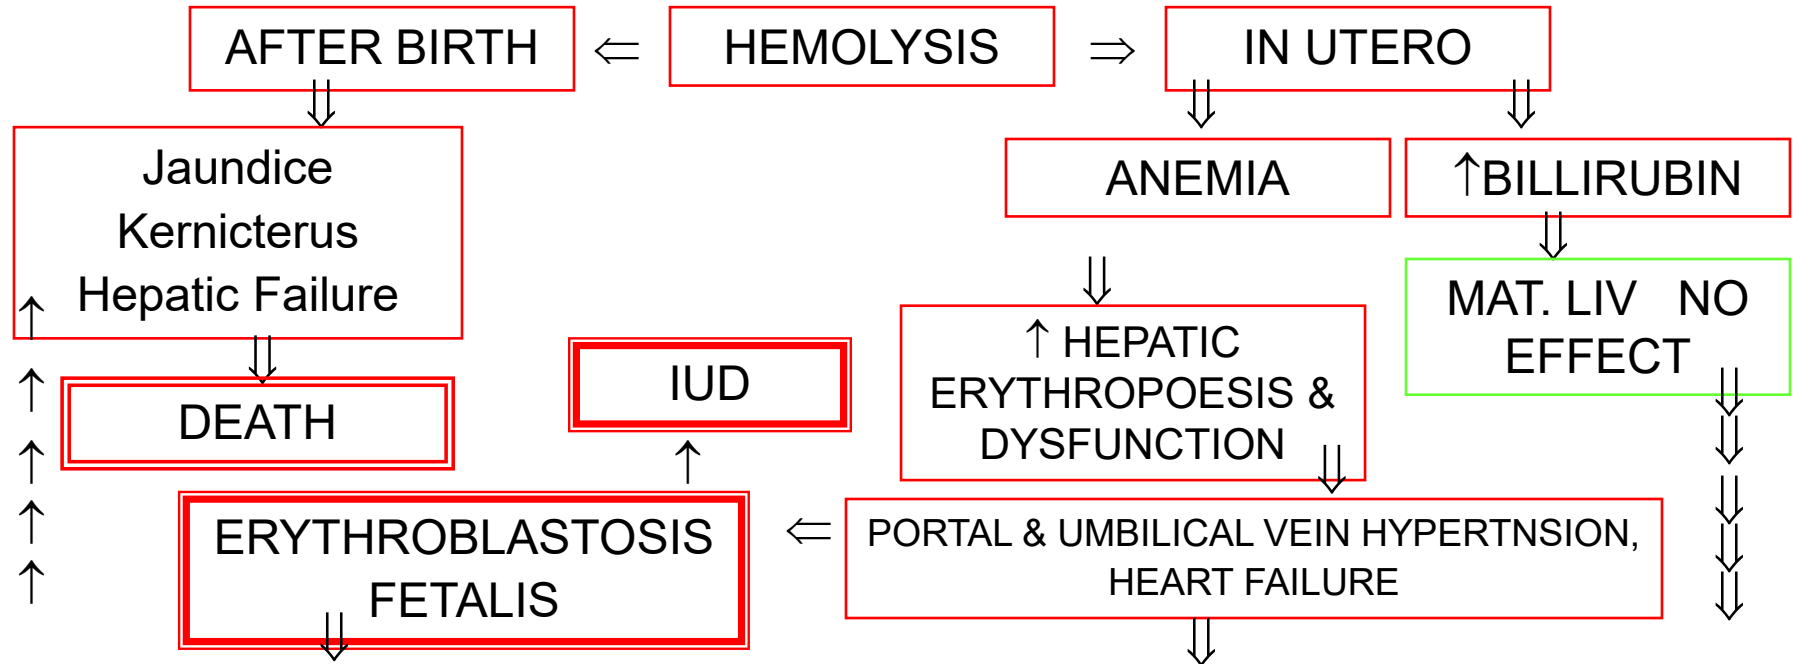 AFTER BIRTH ⇐ HEMOLYSIS ⇒ IN UTERO
Jaundice
Kernicterus
Hepatic Failure
ANEMIA
↑BILLIRUBIN
MAT. LIV NO
EFFECT
↑ HEPATIC
ERYTHROPOESIS &
DYSFUNCTION
IUD
DEATH
ERYTHROBLASTOSIS
FETALIS
⇐
PORTAL & UMBILICAL VEIN HYPERTNSION,
HEART FAILURE